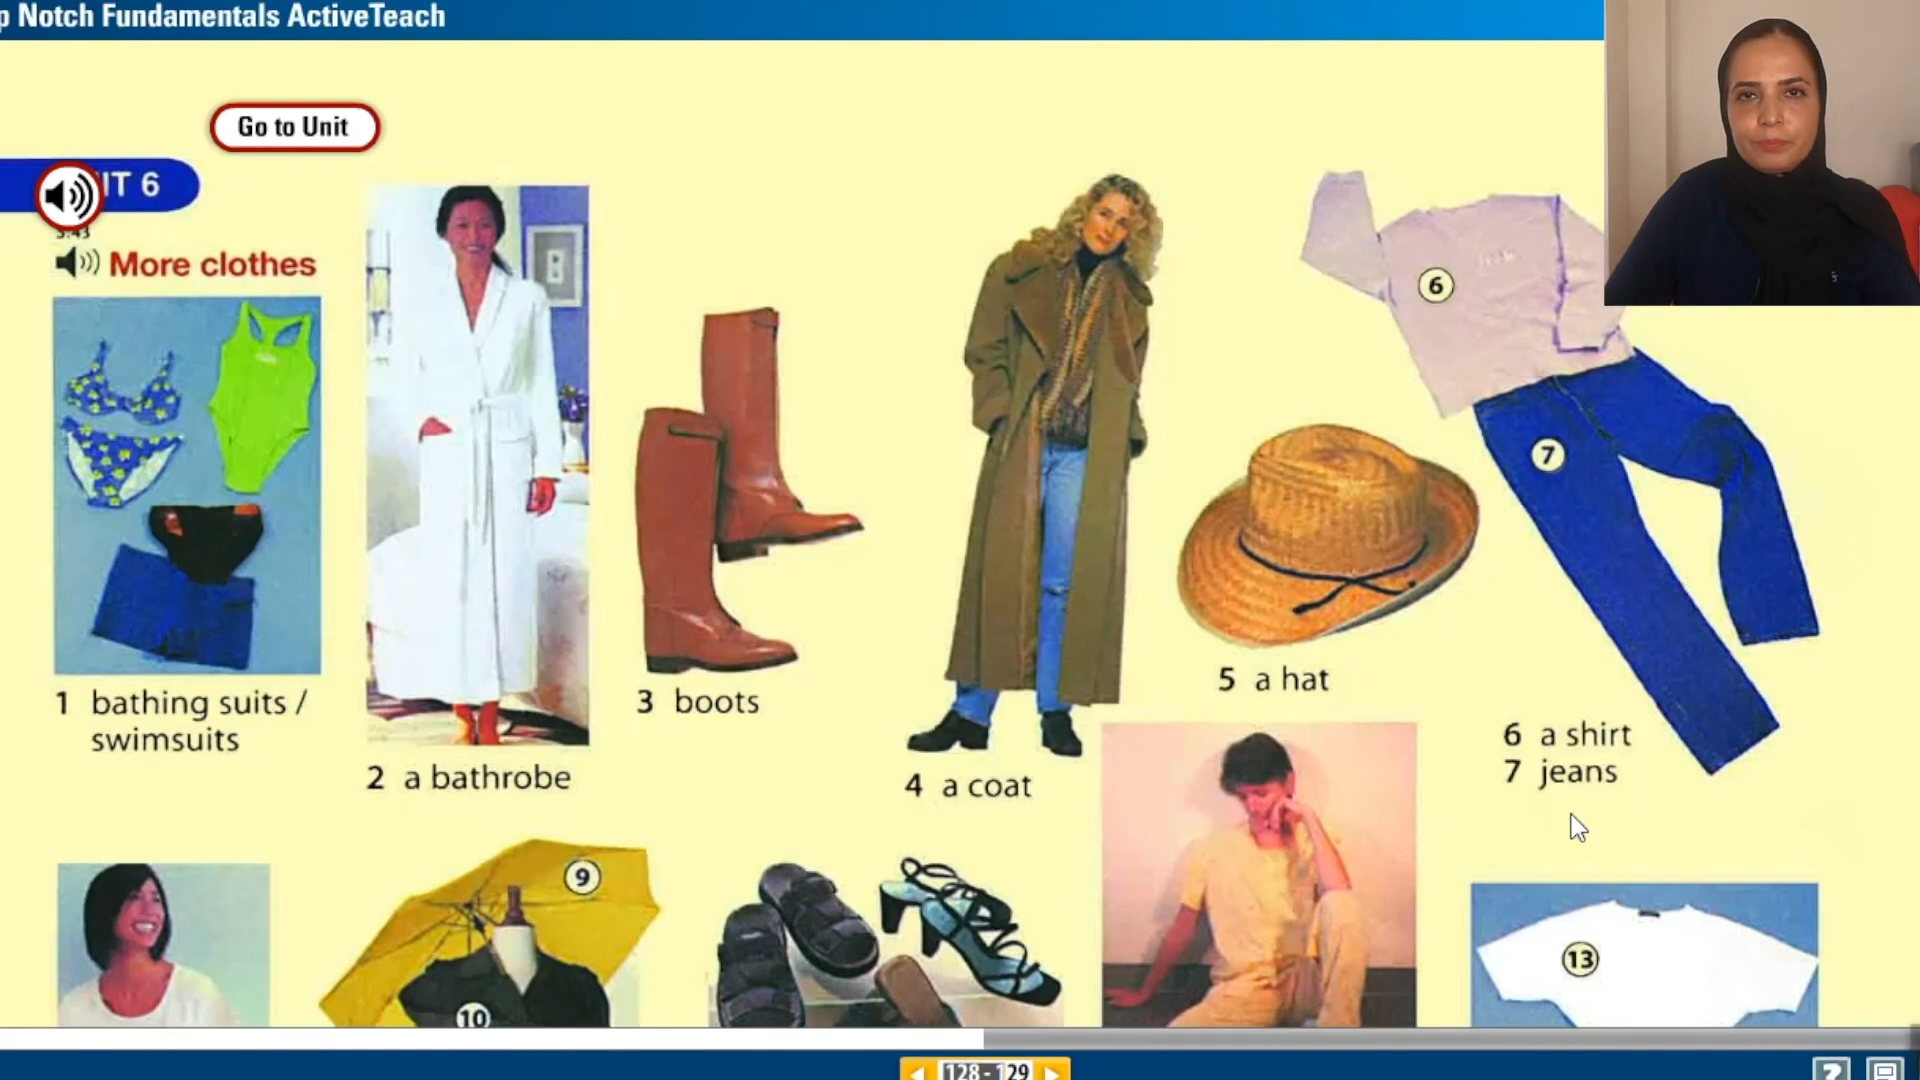 p Notch Fundamentals ActiveTeach
Go to Unit
IT 6
More clothes
6
7
1 bathing suits /
swimsuits
2 a bathrobe
3 boots
4 a coat
5 a hat
6 a shirt
7 jeans
9
10
13
128 - 129
?